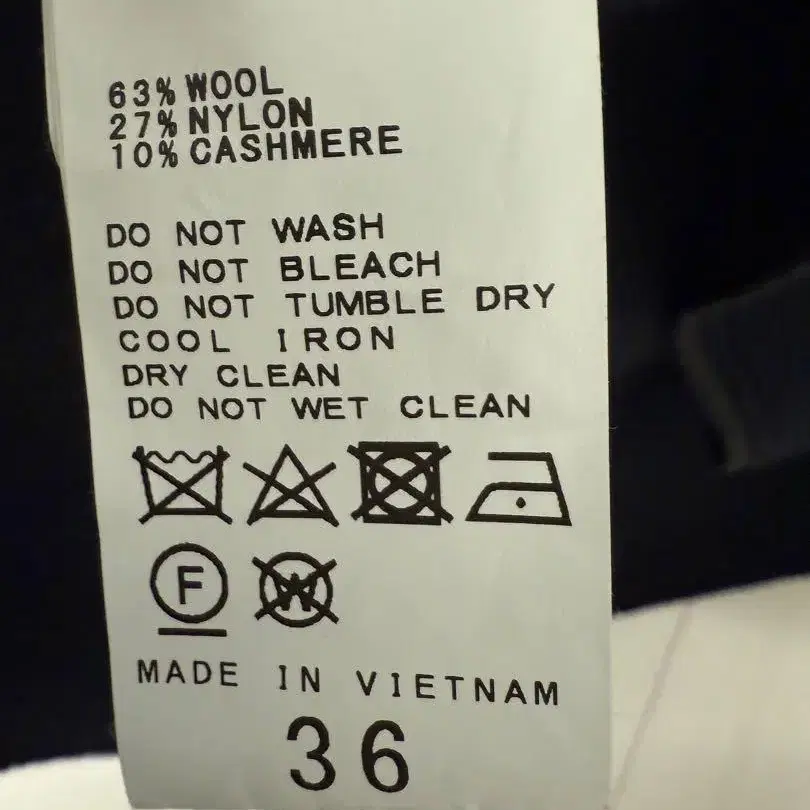 63% WOOL
27% NYLON
10% CASHMERE
DO NOT WASH
DO NOT BLEACH
DO NOT TUMBLE DRY
COOL IRON
DRY CLEAN
DO NOT WET CLEAN
F W
MADE IN VIETNAM
36